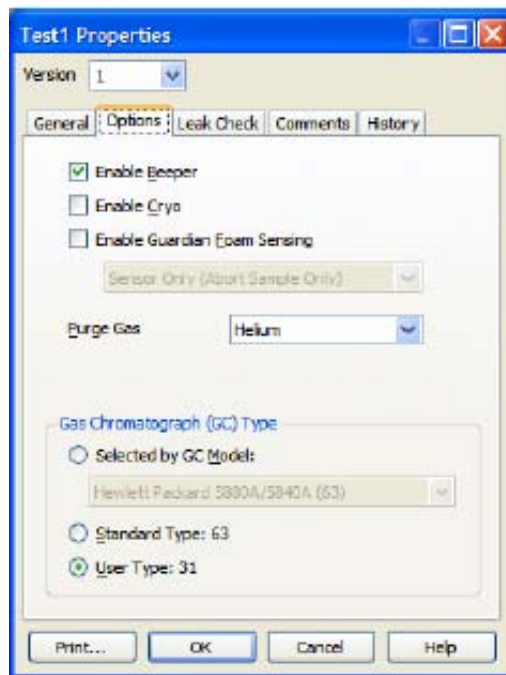 Test1 Properties
Version 1
General Options Leak Check Comments History
Enable Beeper
Enable Cryo
Enable Guardian Foam Sensing
Sensor Only (Abort Sample Only)
Purge Gas Helium
Gas Chromatograph (GC) Type
Selected by GC Model:
Hewlett Packard 5880A/5840A (63)
Standard Type: 63
User Type: 31
Print... OK Cancel Help